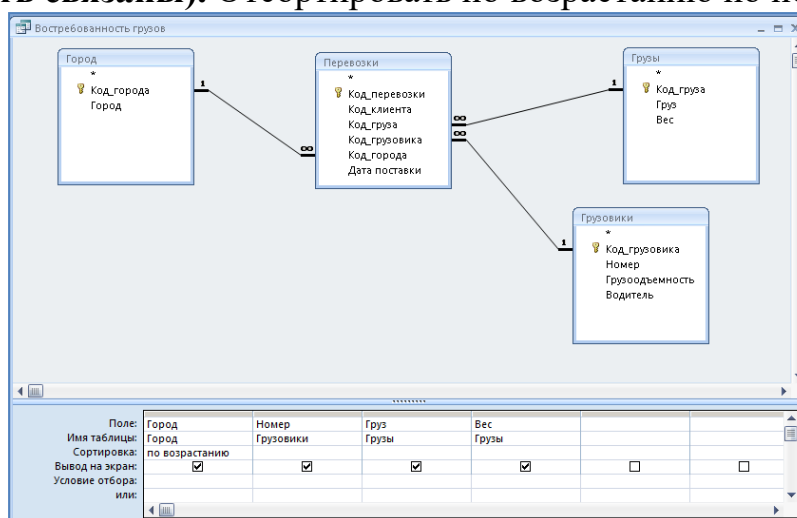 ть связаны). Отсортировать по возрастанию по п
Востребованность грузов
Город
*
Код_города
Город
Перевозки
*
Код_перевозки
Код_клиента
Код_груза
Код_грузовика
Код_города
Дата поставки
Грузы
*
Код_груза
Груз
Вес
Грузовики
*
Код_грузовика
Номер
Грузоодъемность
Водитель
1
∞
∞
∞
1
1
Поле: Город Номер Груз Вес
Имя таблицы: Город Грузовики Грузы Грузы
Сортировка: по возрастанию
Вывод на экран:
Условие отбора:
или: